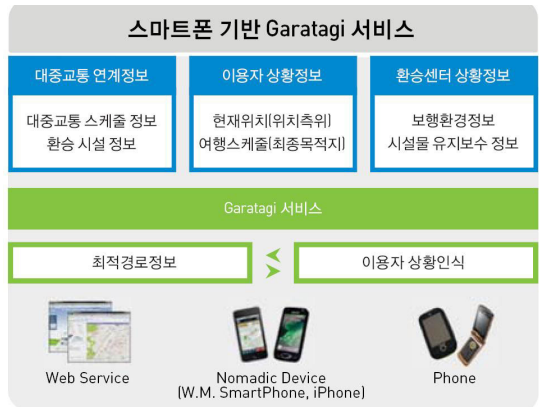 스마트폰 기반 Garatagi 서비스
대중교통 연계정보
대중교통 스케줄 정보
환승 시설 정보
이용자 상황정보
현재위치(위치측위)
여행스케줄(최종목적지)
환승센터 상황정보
보행환경정보
시설물 유지보수 정보
Garatagi 서비스
최적경로정보
이용자 상황인식
Web Service
Nomadic Device
(W.M. SmartPhone, iPhone)
Phone